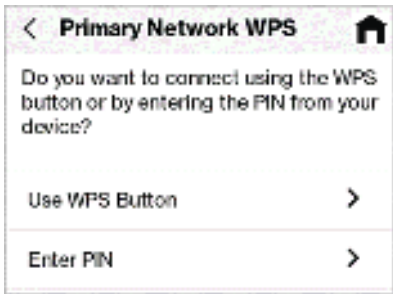 Primary Network WPS
Do you want to connect using the WPS
button or by entering the PIN from your
device?
Use WPS Button
Enter PIN